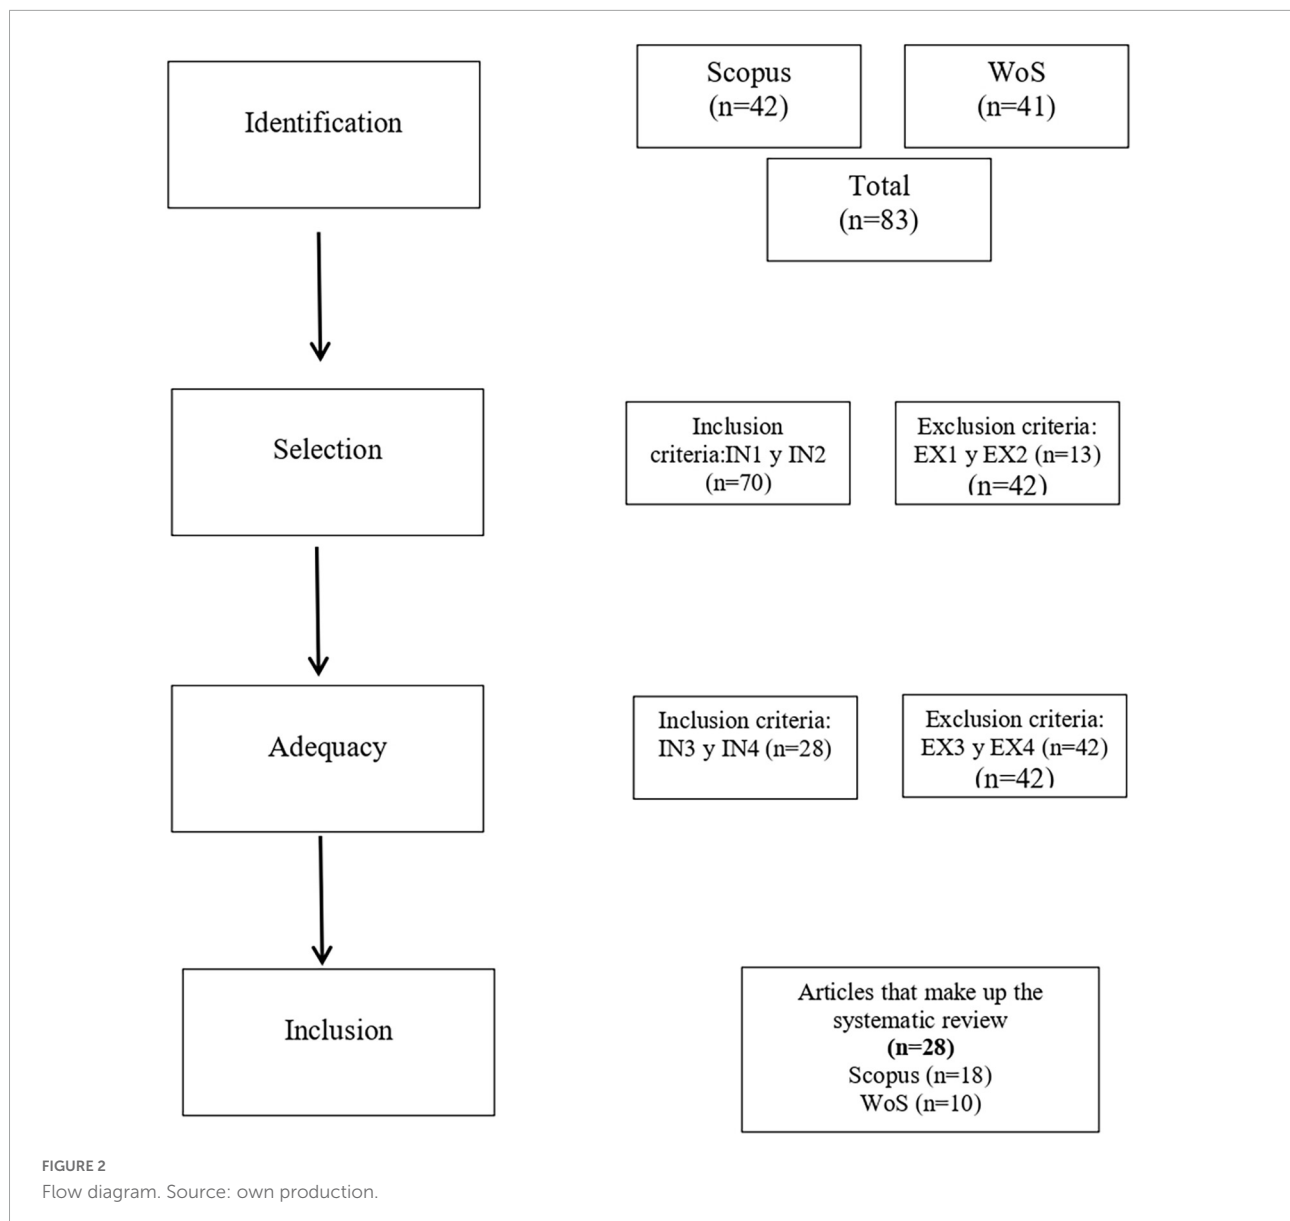 Identification
Scopus
(n=42)
WoS
(n=41)
Total
(n=83)
Selection
Inclusion
criteria:IN1 y IN2
(n=70)
Exclusion criteria:
EX1 y EX2 (n=13)
(n=42)
Adequacy
Inclusion criteria:
IN3 y IN4 (n=28)
Exclusion criteria:
EX3 y EX4 (n=42)
(n=42)
Inclusion
Articles that make up the
systematic review
(n=28)
Scopus (n=18)
WoS (n=10)
FIGURE 2
Flow diagram. Source: own production.